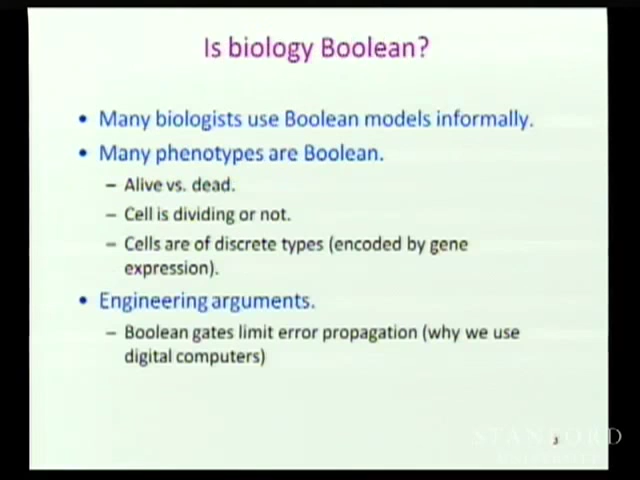 Is biology Boolean?
• Many biologists use Boolean models informally.
• Many phenotypes are Boolean.
– Alive vs. dead.
– Cell is dividing or not.
– Cells are of discrete types (encoded by gene
expression).
• Engineering arguments.
– Boolean gates limit error propagation (why we use
digital computers)
3
STANFORD